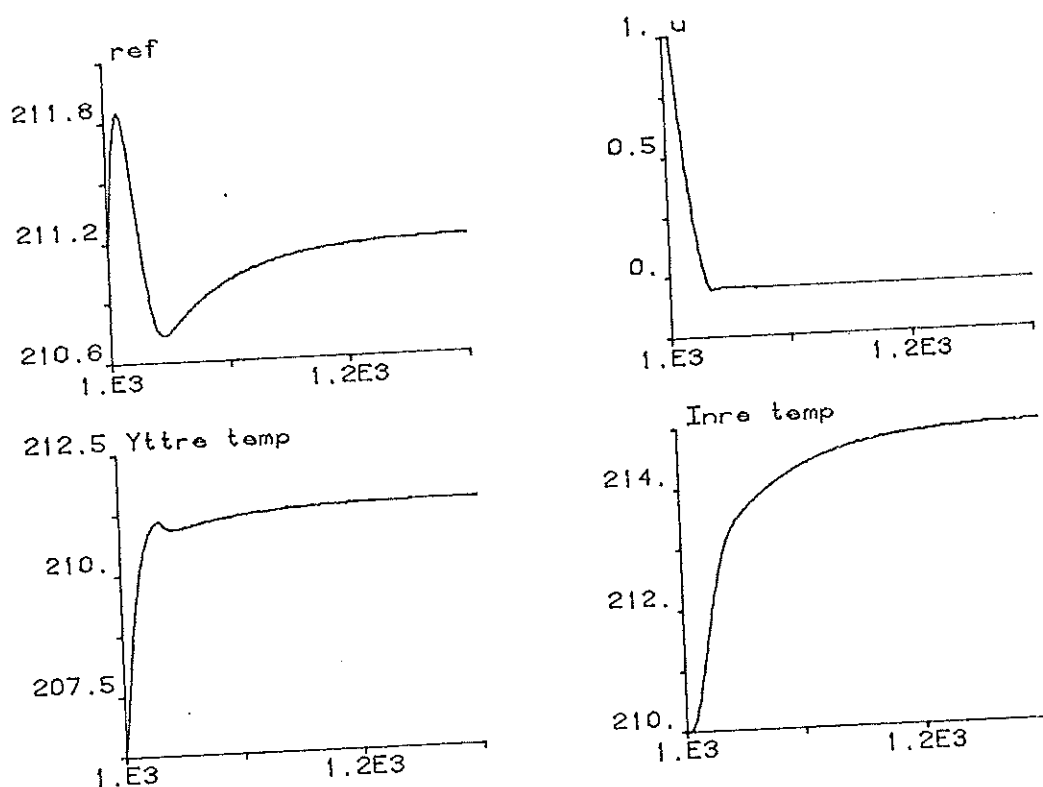 ref
211.8
211.2
210.6
1.E3
1.2E3
1. u
0.5
0.
1.E3
1.2E3
Yttre temp
212.5
210.
207.5
1.E3
1.2E3
Inre temp
214.
212.
210.
1.E3
1.2E3